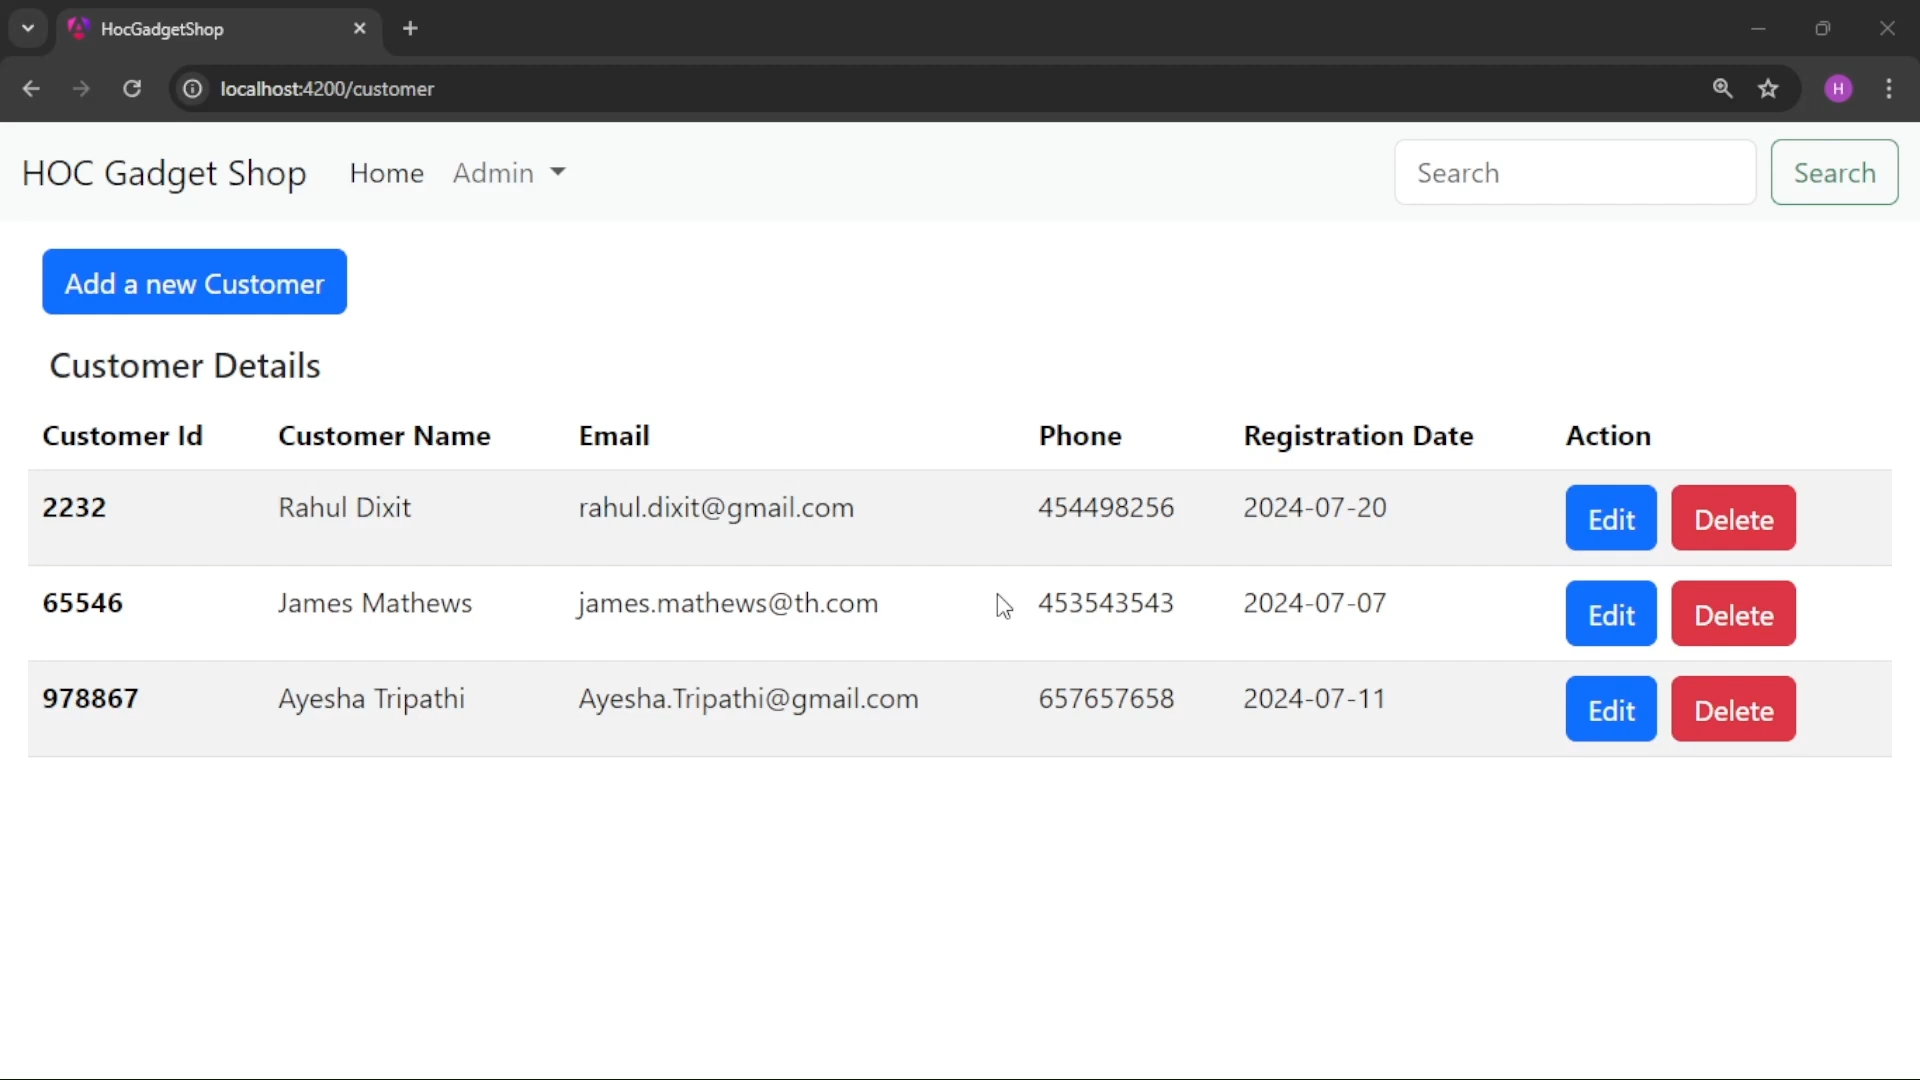 HocGadgetShop
localhost:4200/customer
H
HOC Gadget Shop Home Admin Search Search
Add a new Customer
Customer Details
Customer Id Customer Name Email Phone Registration Date Action
2232 Rahul Dixit rahul.dixit@gmail.com 454498256 2024-07-20 Edit Delete
65546 James Mathews james.mathews@th.com 453543543 2024-07-07 Edit Delete
978867 Ayesha Tripathi Ayesha.Tripathi@gmail.com 657657658 2024-07-11 Edit Delete